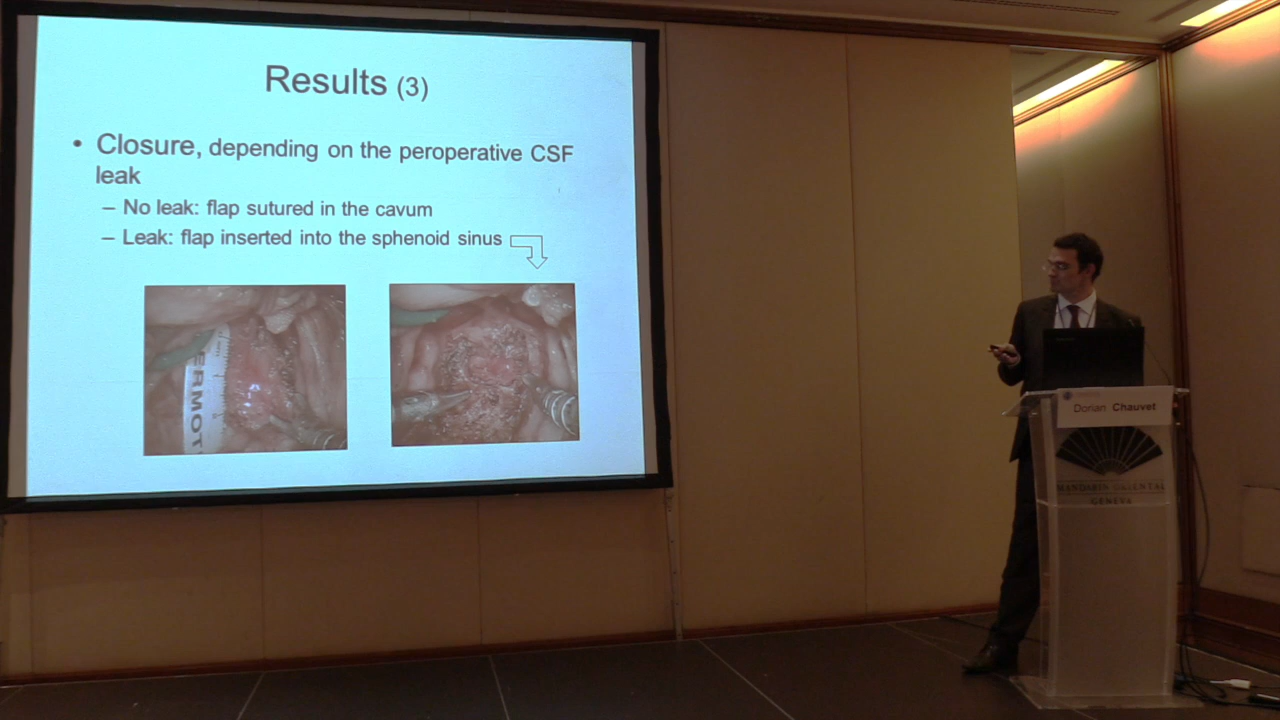 Results (3)
• Closure, depending on the peroperative CSF
leak
– No leak: flap sutured in the cavum
– Leak: flap inserted into the sphenoid sinus
ERMOT
Dorian Chauvet
MANDARIN ORIENTAL
GENEVA